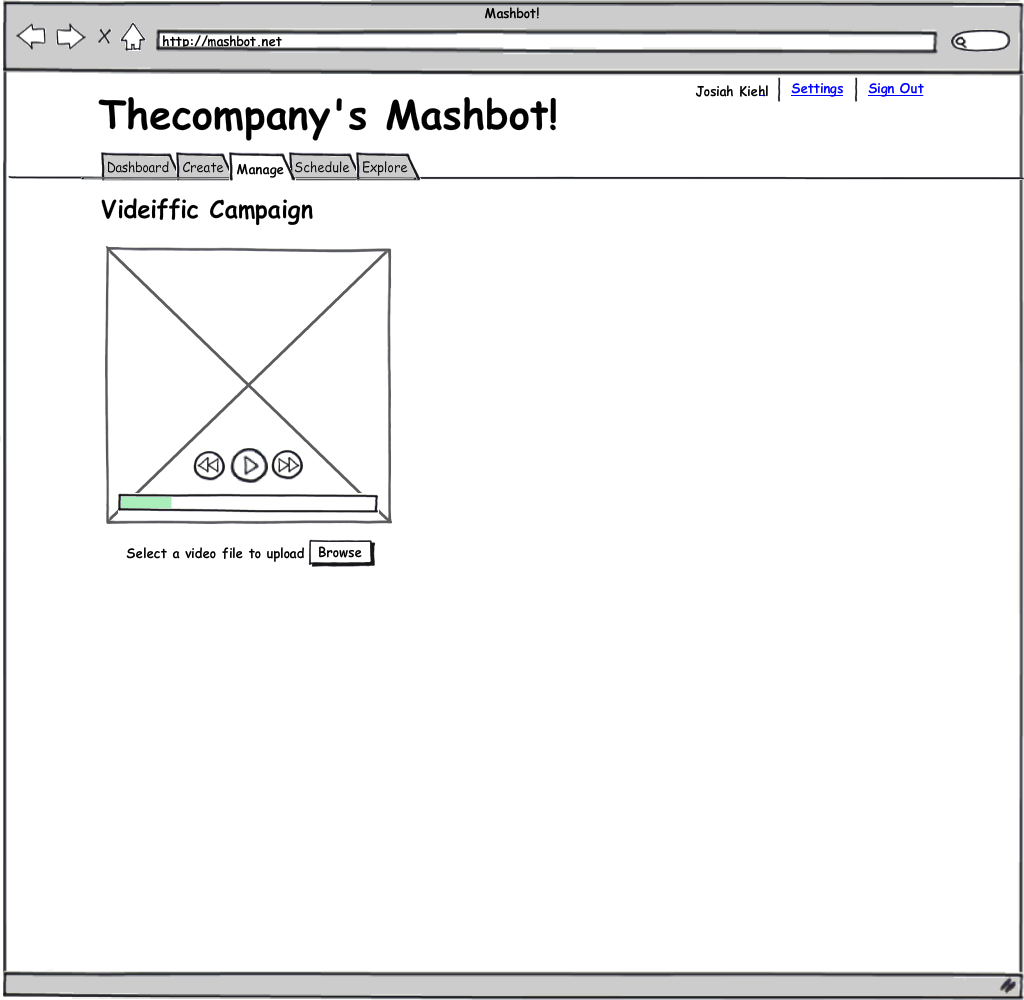 Mashbot!
http://mashbot.net
Josiah Kiehl Settings Sign Out
Thecompany's Mashbot!
Dashboard Create Manage Schedule Explore
Videiffic Campaign
Select a video file to upload Browse